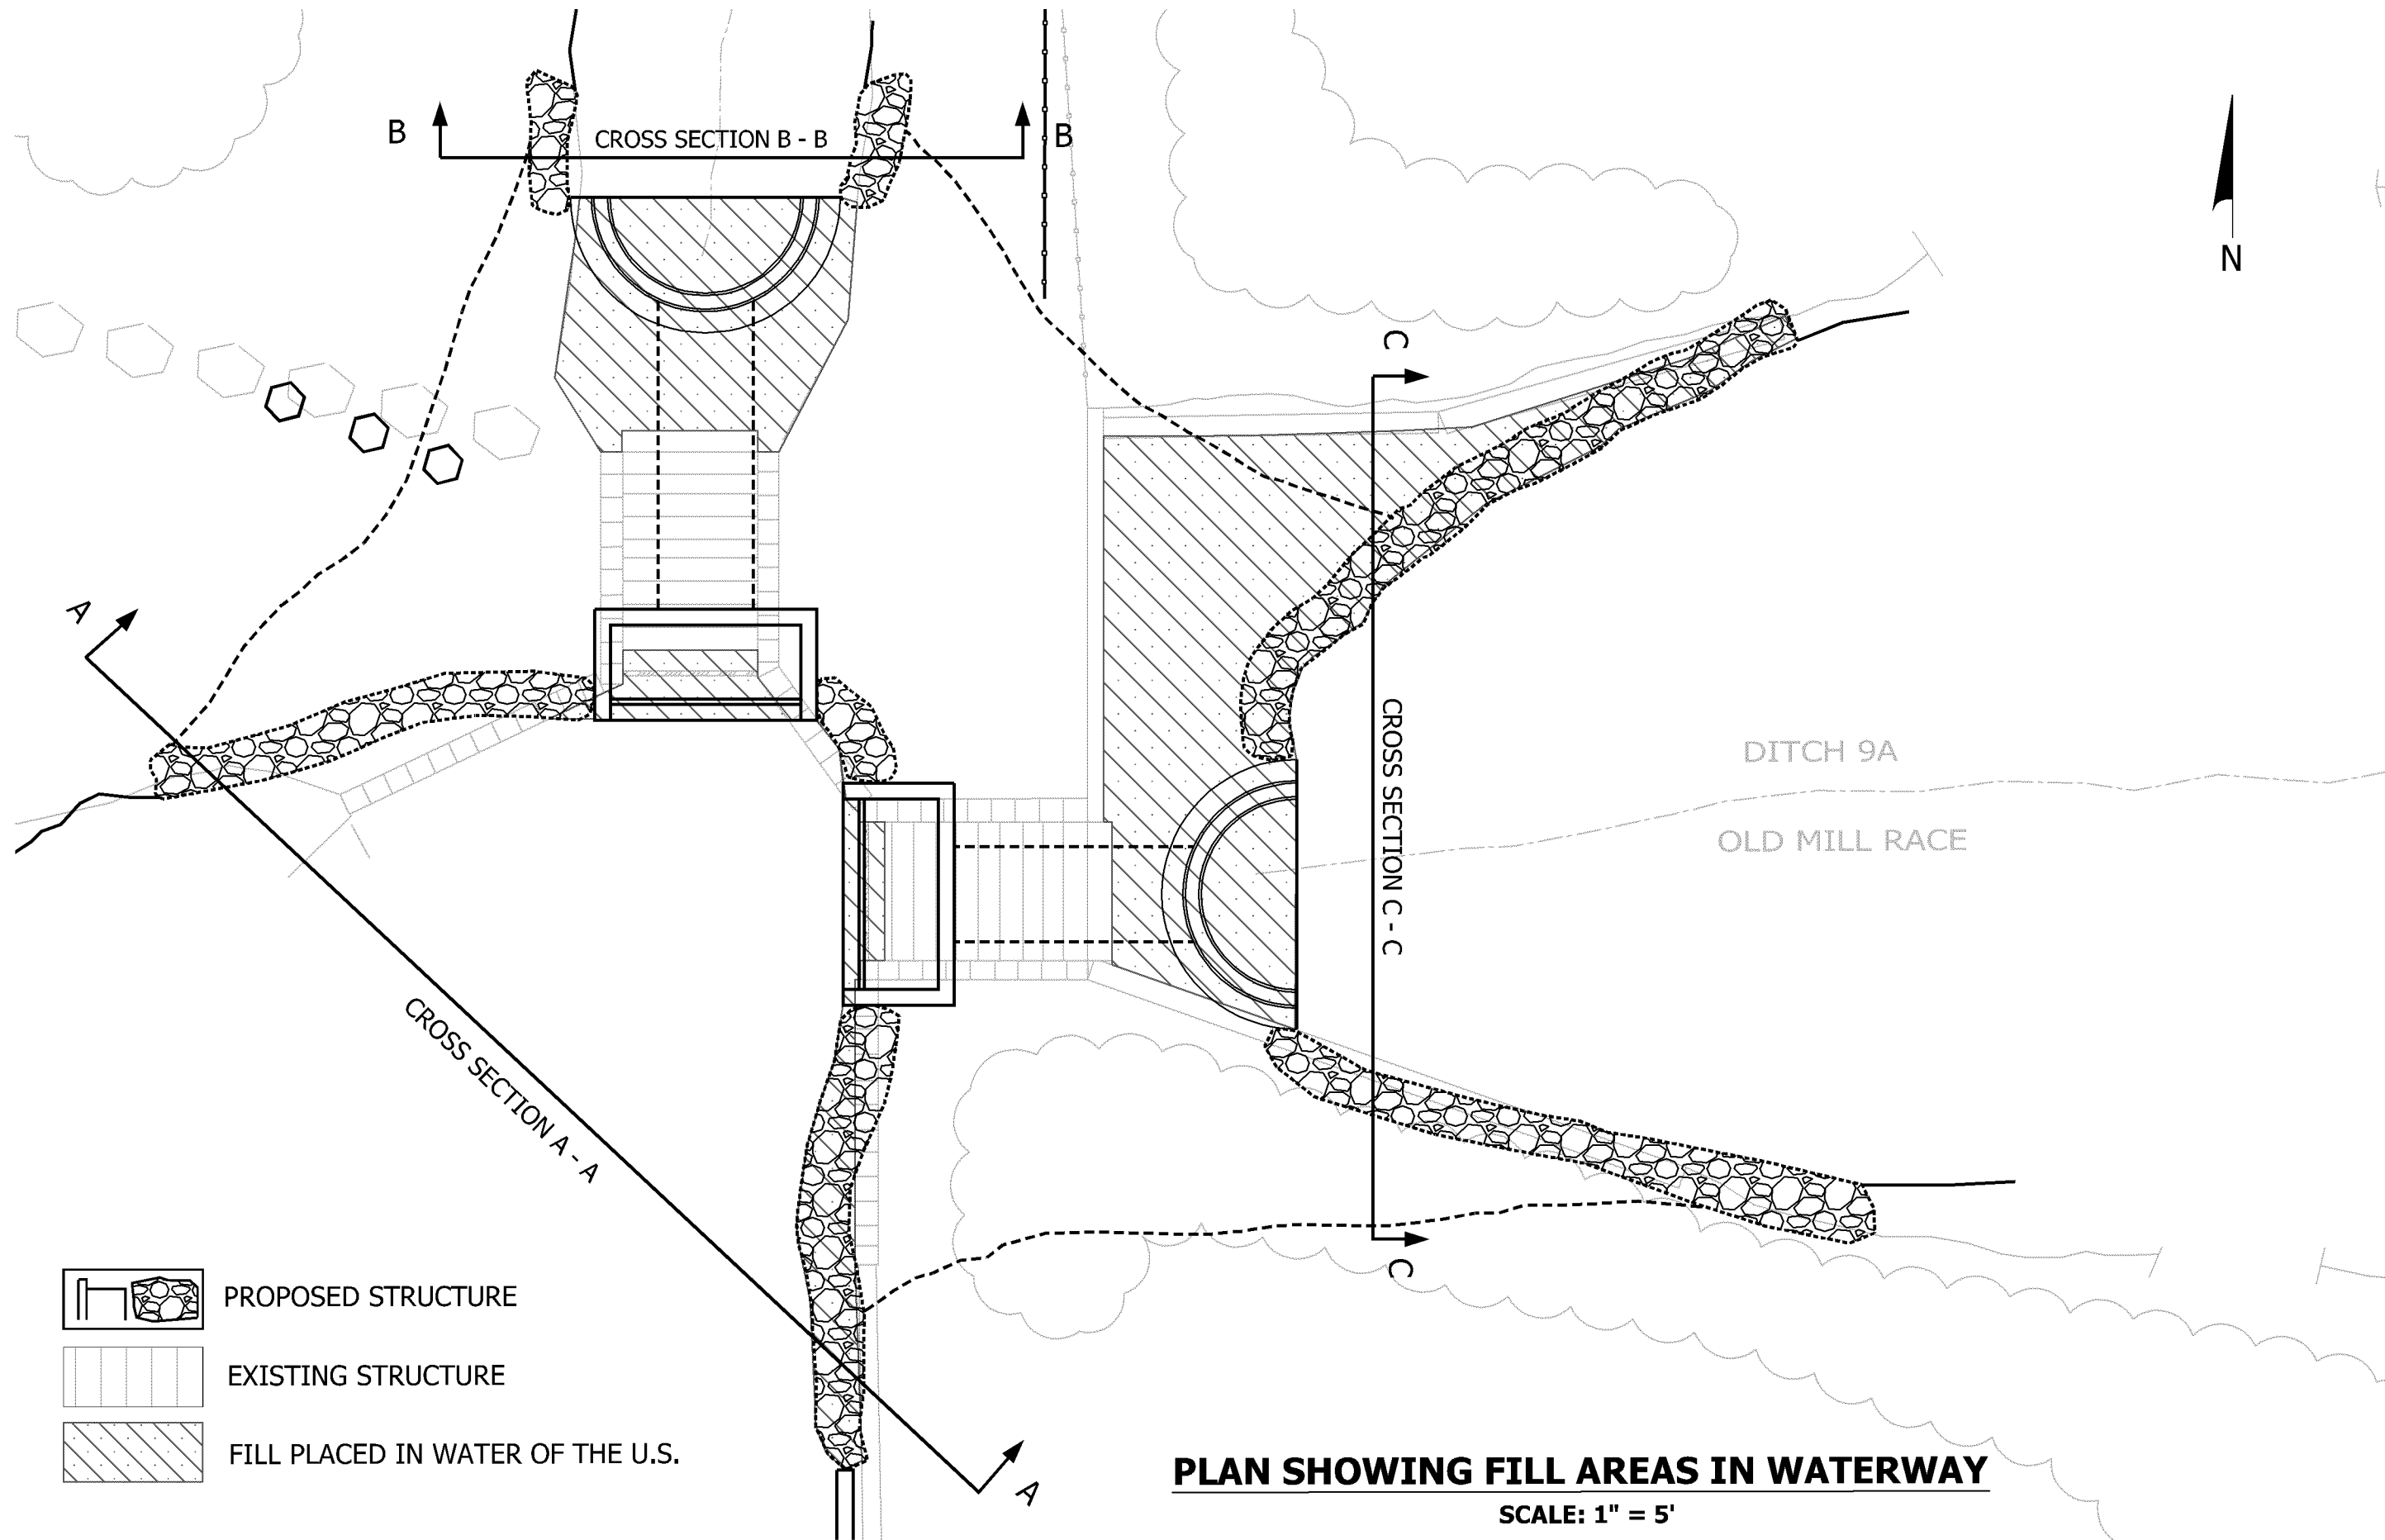 B
CROSS SECTION B - B
B
N
C
A
CROSS SECTION C - C
DITCH 9A
OLD MILL RACE
CROSS SECTION A - A
C
PROPOSED STRUCTURE
EXISTING STRUCTURE
FILL PLACED IN WATER OF THE U.S.
A
PLAN SHOWING FILL AREAS IN WATERWAY
SCALE: 1" = 5'